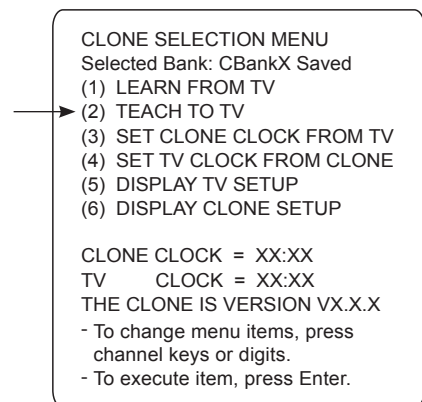 CLONE SELECTION MENU
Selected Bank: CBankX Saved
(1) LEARN FROM TV
(2) TEACH TO TV
(3) SET CLONE CLOCK FROM TV
(4) SET TV CLOCK FROM CLONE
(5) DISPLAY TV SETUP
(6) DISPLAY CLONE SETUP
CLONE CLOCK = XX:XX
TV CLOCK = XX:XX
THE CLONE IS VERSION VX.X.X
- To change menu items, press
channel keys or digits.
- To execute item, press Enter.